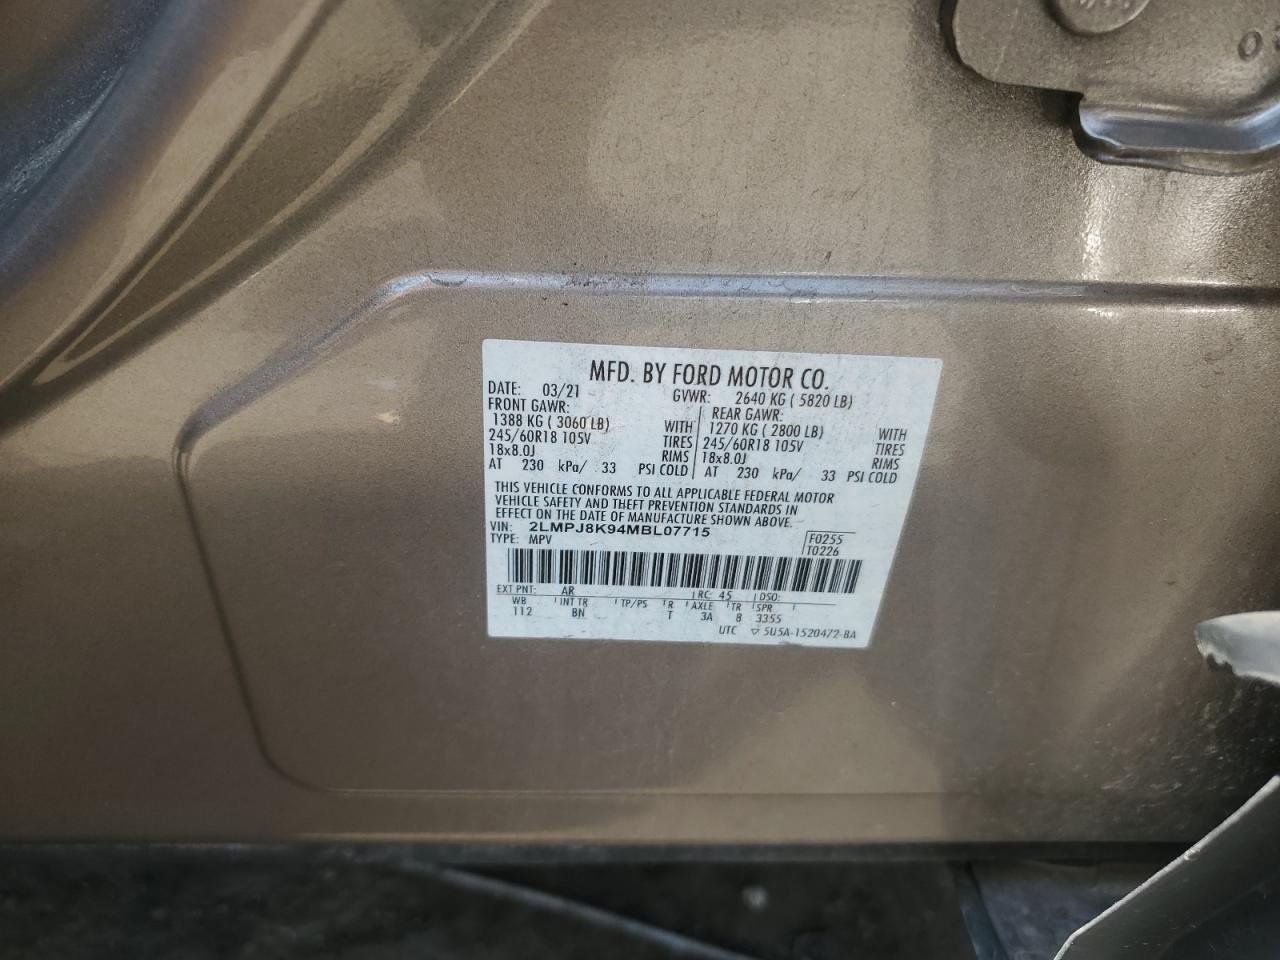 MFD. BY FORD MOTOR CO.
DATE: 03/21 GVWR: 2640 KG ( 5820 LB)
FRONT GAWR: REAR GAWR:
1388 KG ( 3060 LB) WITH 1270 KG ( 2800 LB) WITH
245/60R18 105V TIRES 245/60R18 105V TIRES
18x8.0J RIMS 18x8.0J RIMS
AT 230 kPa/ 33 PSI COLD AT 230 kPa/ 33 PSI COLD
THIS VEHICLE CONFORMS TO ALL APPLICABLE FEDERAL MOTOR
VEHICLE SAFETY AND THEFT PREVENTION STANDARDS IN
EFFECT ON THE DATE OF MANUFACTURE SHOWN ABOVE.
VIN: 2LMPJ8K94MBL07715 F0255
TYPE: MPV T0226
EXT PNT: AR RC: 45 DSO:
WB INT TR TP/PS R AXLE TR SPR
112 BN T 3A 8 3355
UTC ▽ 5U5A-1520472-BA